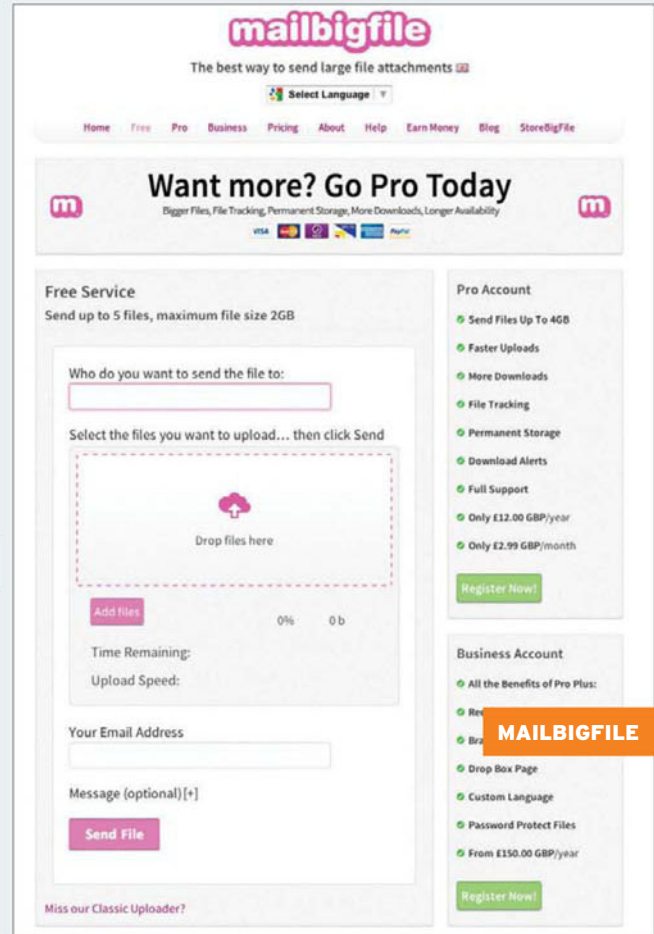 mailbigfile
The best way to send large file attachments
Select Language ▼
Home Free Pro Business Pricing About Help Earn Money Blog StoreBigFile
m
Want more? Go Pro Today
Bigger Files, File Tracking, Permanent Storage, More Downloads, Longer Availability
VISA PayPal
m
Free Service
Send up to 5 files, maximum file size 2GB
Who do you want to send the file to:
Select the files you want to upload... then click Send
Drop files here
Add files
0% 0 b
Time Remaining:
Upload Speed:
Your Email Address
Message (optional)[+]
Send File
Miss our Classic Uploader?
Pro Account
Send Files Up To 4GB
Faster Uploads
More Downloads
File Tracking
Permanent Storage
Download Alerts
Full Support
Only £12.00 GBP/year
Only £2.99 GBP/month
Register Now!
Business Account
All the Benefits of Pro Plus:
MAILBIGFILE
Drop Box Page
Custom Language
Password Protect Files
From £150.00 GBP/year
Register Now!